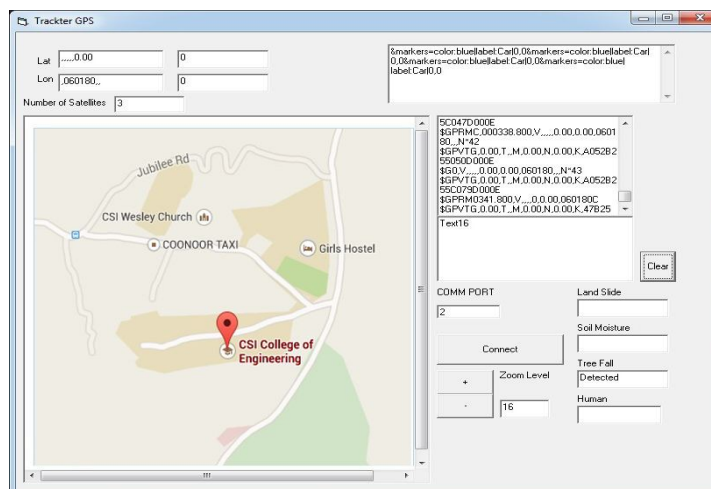 Trackter GPS
Lat ,,,,,0.00 0
Lon ,060180,, 0
Number of Satellites 3
&markers=color:blue|label:Car|0,0&markers=color:blue|label:Car|
0,0&markers=color:blue|label:Car|0,0&markers=color:blue|
label:Car|0,0
Jubilee Rd
CSI Wesley Church
COONOOR TAXI
Girls Hostel
CSI College of
Engineering
5C047D000E
$GPRMC,000338.800,V,,,,,0.00,0.00,0601
80,,,N*42
$GPVTG,0.00,T,,M,0.00,N,0.00,K,A052B2
55050D000E
$G0,V,,,,,0.00,0.00,060180,,,N*43
$GPVTG,0.00,T,,M,0.00,N,0.00,K,A052B2
55C079D000E
$GPRM0341.800,V,,,,0.0.00,060180C
$GPVTG,0.00,T,,M,0.00,N,0.00,K,47B25
Text16
Clear
COMM PORT
2
Connect
+
-
Zoom Level
16
Land Slide
Soil Moisture
Tree Fall
Detected
Human